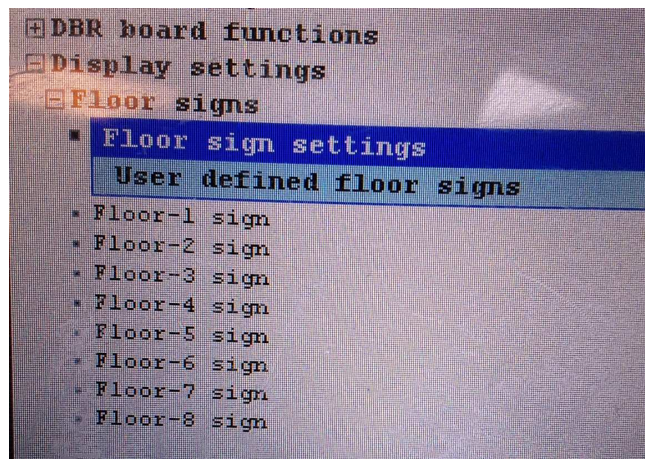 DBR board functions
Display settings
Floor signs
Floor sign settings
User defined floor signs
Floor-1 sign
Floor-2 sign
Floor-3 sign
Floor-4 sign
Floor-5 sign
Floor-6 sign
Floor-7 sign
Floor-8 sign